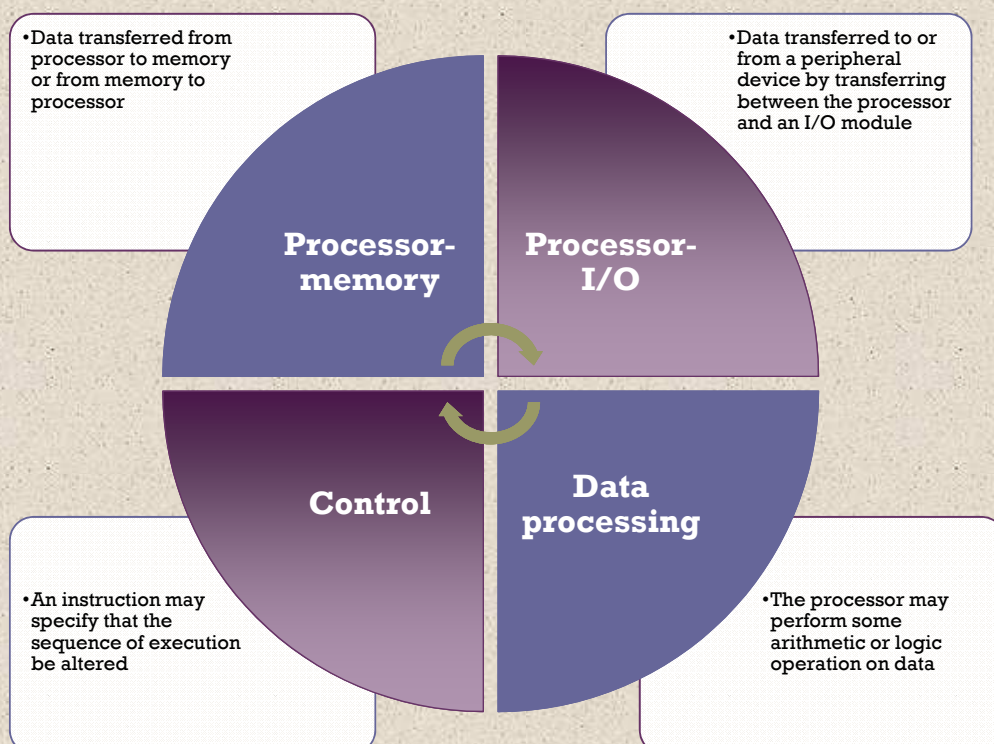 •Data transferred from
processor to memory
or from memory to
processor
•Data transferred to or
from a peripheral
device by transferring
between the processor
and an I/O module
Processor-
memory
Processor-
I/O
Control
Data
processing
•An instruction may
specify that the
sequence of execution
be altered
•The processor may
perform some
arithmetic or logic
operation on data